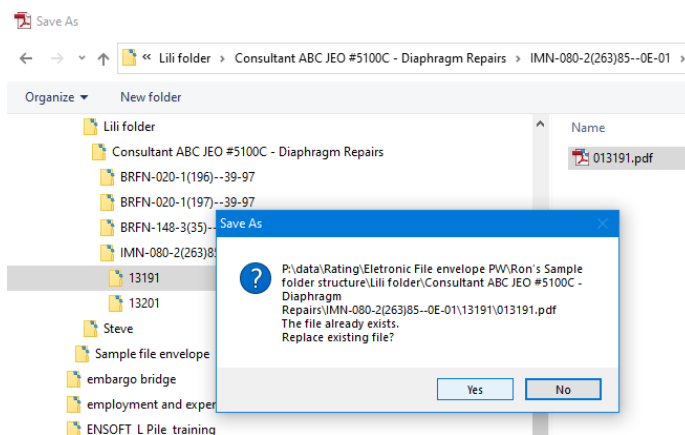 Save As
« Lili folder › Consultant ABC JEO #5100C - Diaphragm Repairs › IMN-080-2(263)85--0E-01 ›
Organize New folder
Name
013191.pdf
Lili folder
Consultant ABC JEO #5100C - Diaphragm Repairs
BRFN-020-1(196)--39-97
BRFN-020-1(197)--39-97
BRFN-148-3(35)--
IMN-080-2(263)85
13191
13201
Steve
Sample file envelope
embargo bridge
employment and exper
ENSOFT L Pile training
Save As
P:\data\Rating\Eletronic File envelope PW\Ron's Sample
folder structure\Lili folder\Consultant ABC JEO #5100C -
Diaphragm
Repairs\IMN-080-2(263)85--0E-01\13191\013191.pdf
The file already exists.
Replace existing file?
Yes No